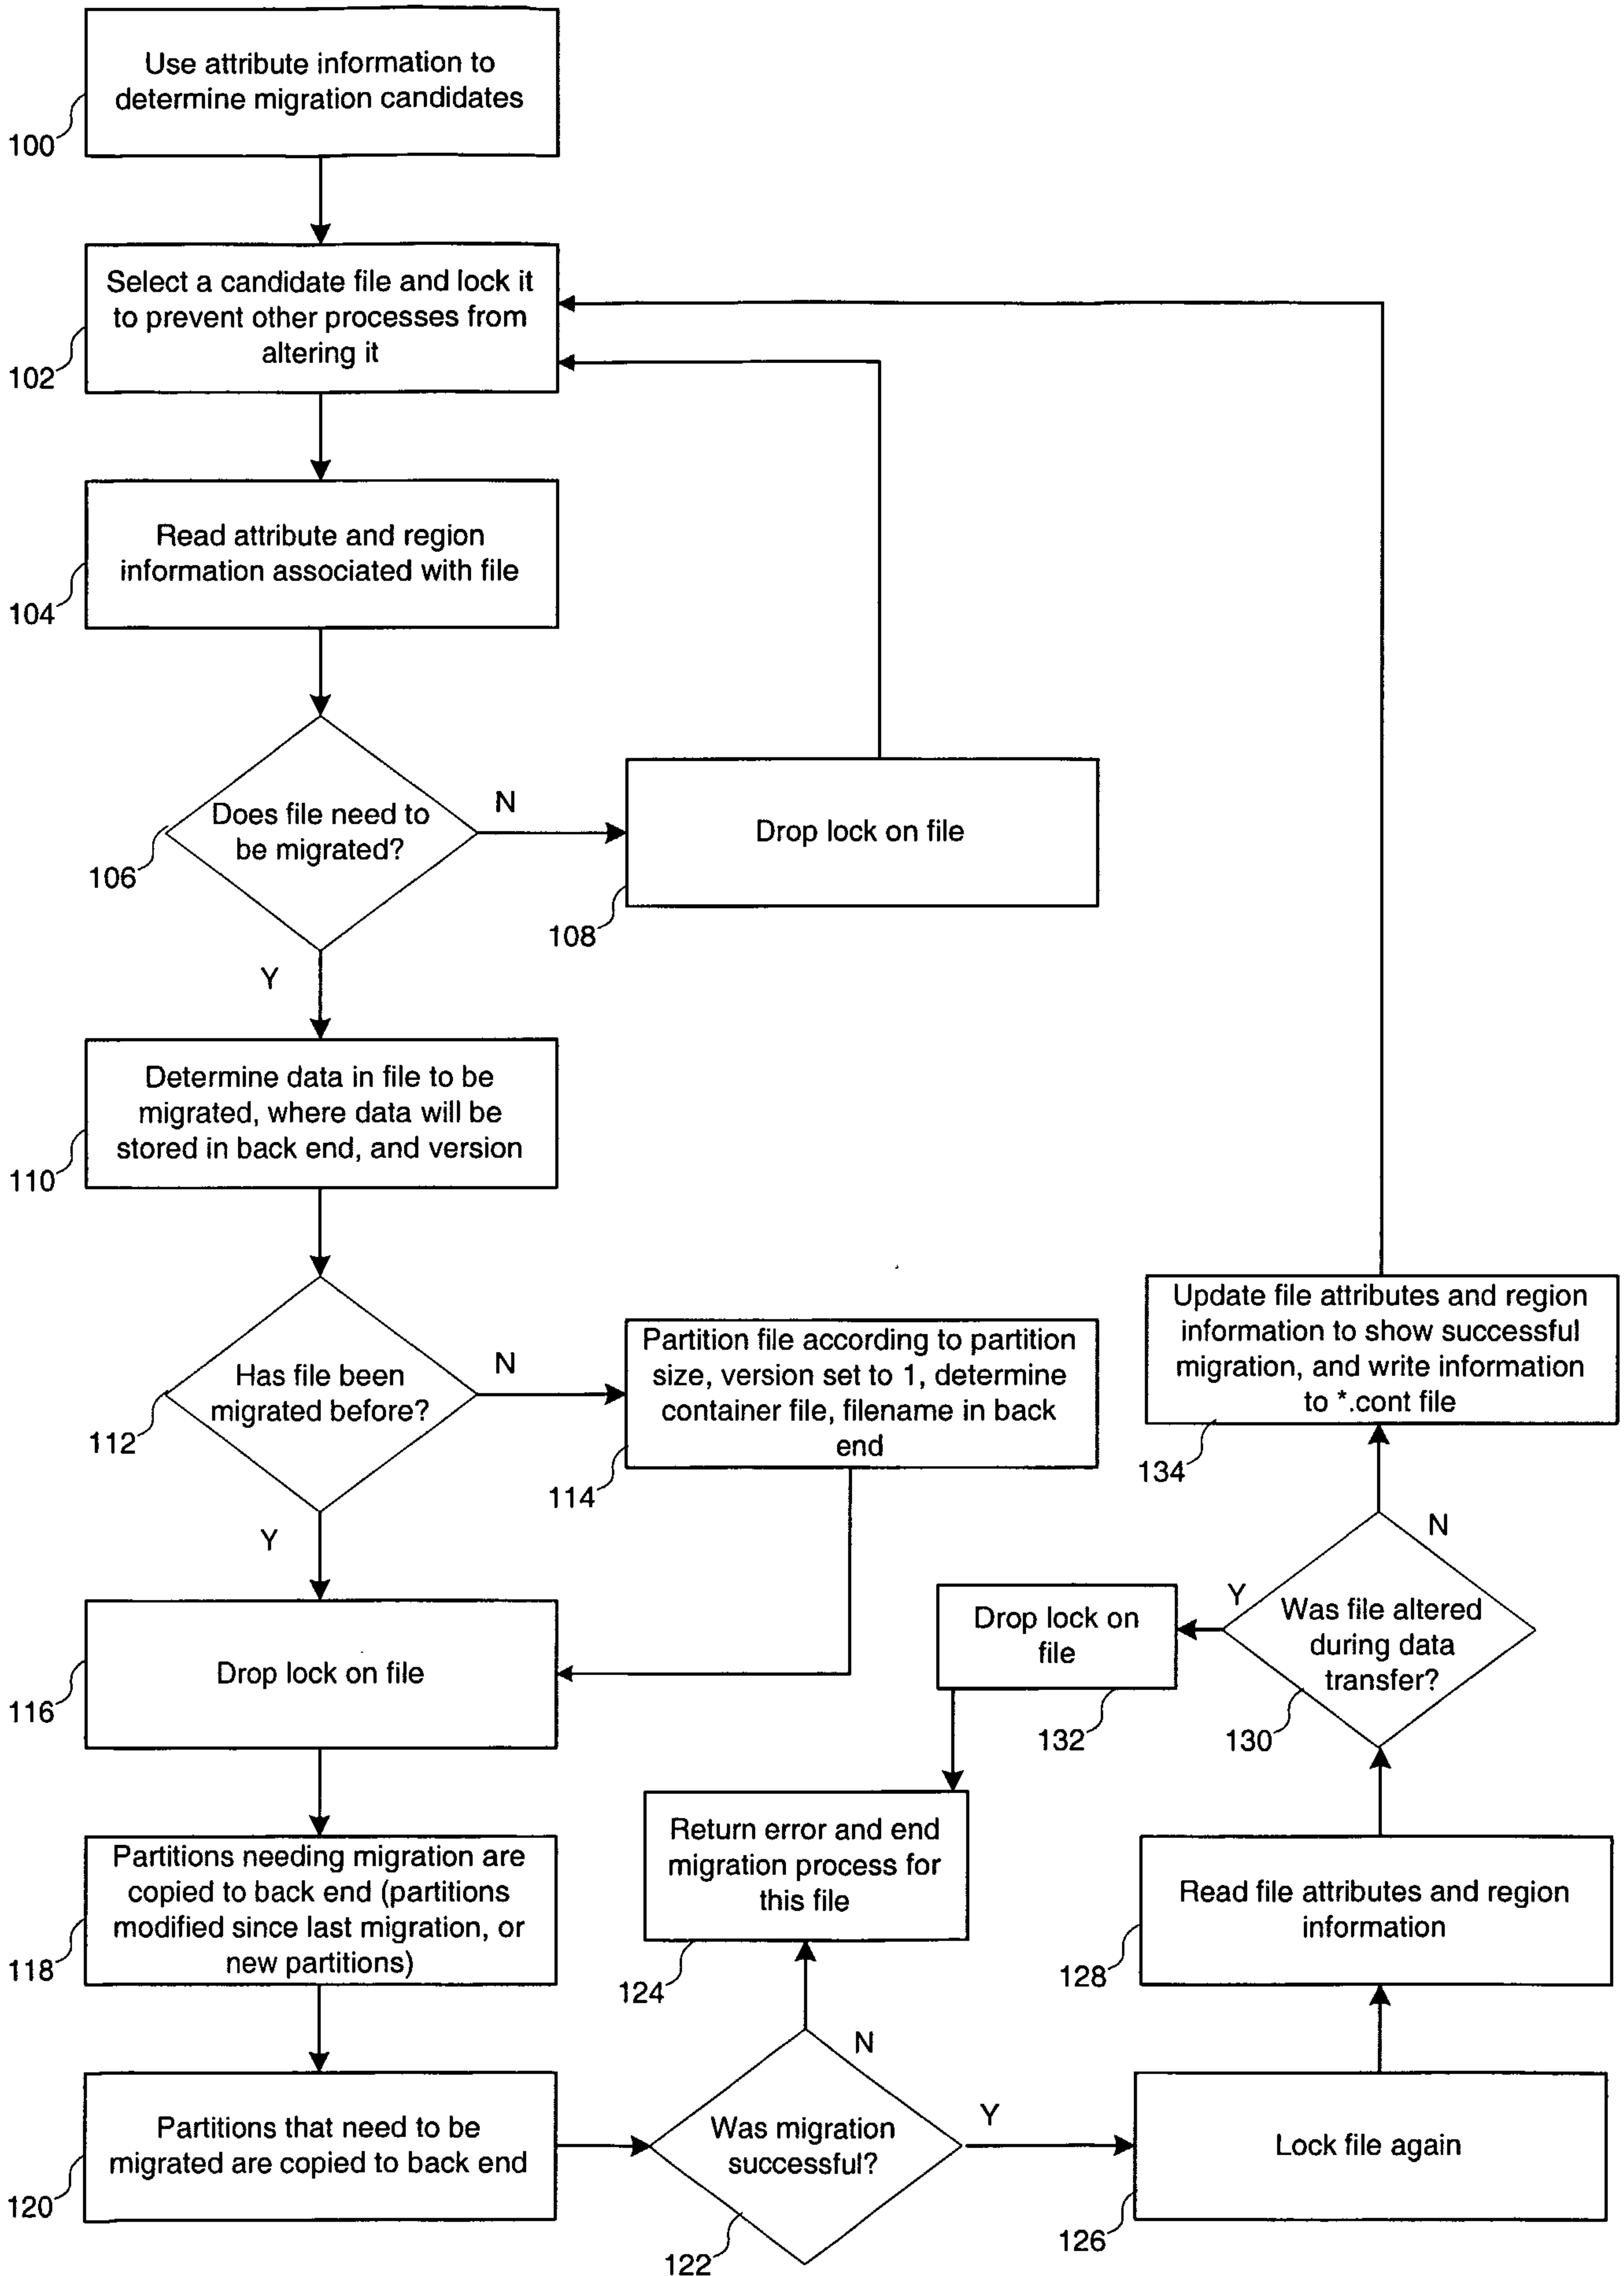 Use attribute information to
determine migration candidates
100
Select a candidate file and lock it
to prevent other processes from
altering it
102
Read attribute and region
information associated with file
104
Does file need to
be migrated?
106
N
Drop lock on file
108
Y
Determine data in file to be
migrated, where data will be
stored in back end, and version
110
Has file been
migrated before?
112
N
Partition file according to partition
size, version set to 1, determine
container file, filename in back
end
114
Y
Drop lock on file
116
Partitions needing migration are
copied to back end (partitions
modified since last migration, or
new partitions)
118
Partitions that need to be
migrated are copied to back end
120
Was migration
successful?
122
N
Return error and end
migration process for
this file
124
Y
Lock file again
126
Read file attributes and region
information
128
Was file altered
during data
transfer?
130
Y
Drop lock on
file
132
N
Update file attributes and region
information to show successful
migration, and write information
to *.cont file
134